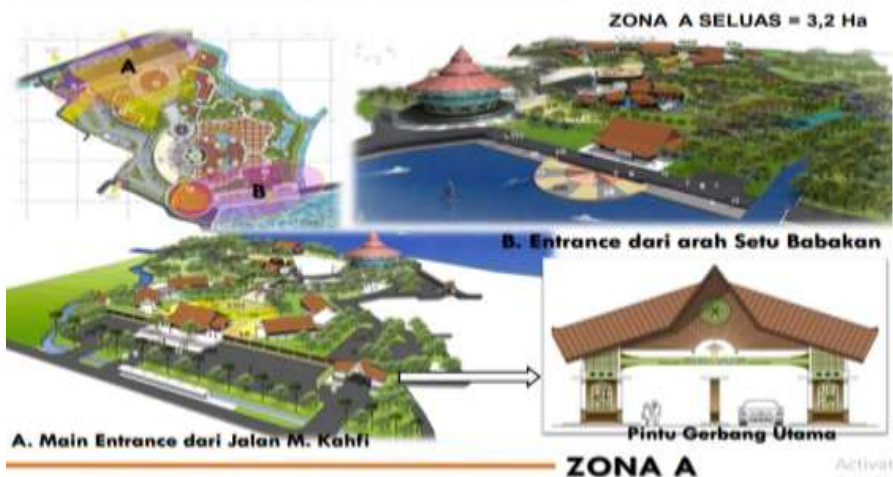 ZONA A SELUAS = 3,2 Ha
A
B
B. Entrance dari arah Setu Babakan
A. Main Entrance dari Jalan M. Kahfi
Pintu Gerbang Utama
ZONA A
Activat